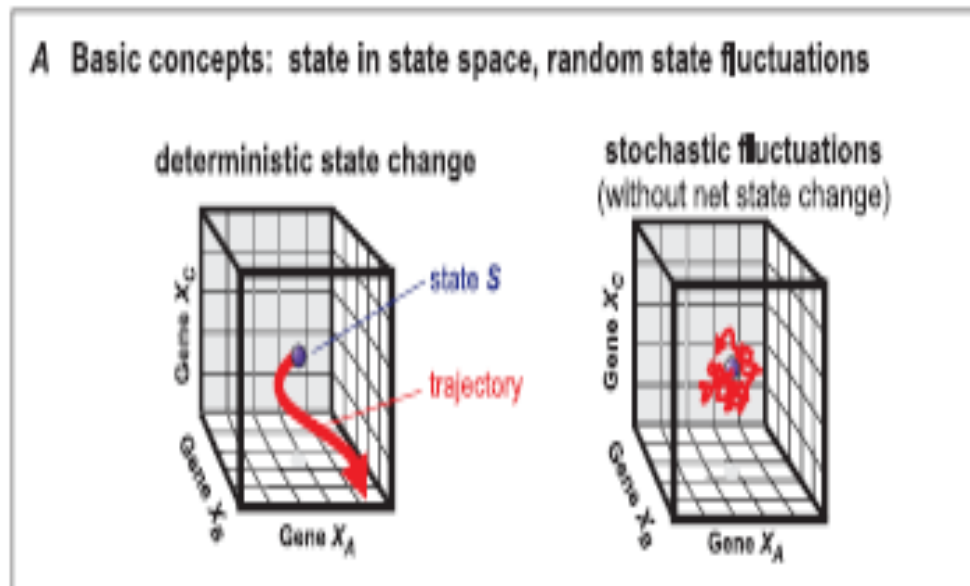 A Basic concepts: state in state space, random state fluctuations
deterministic state change
stochastic fluctuations
(without net state change)
Gene X_C
state S
trajectory
Gene X_B
Gene X_A
Gene X_C
Gene X_B
Gene X_A